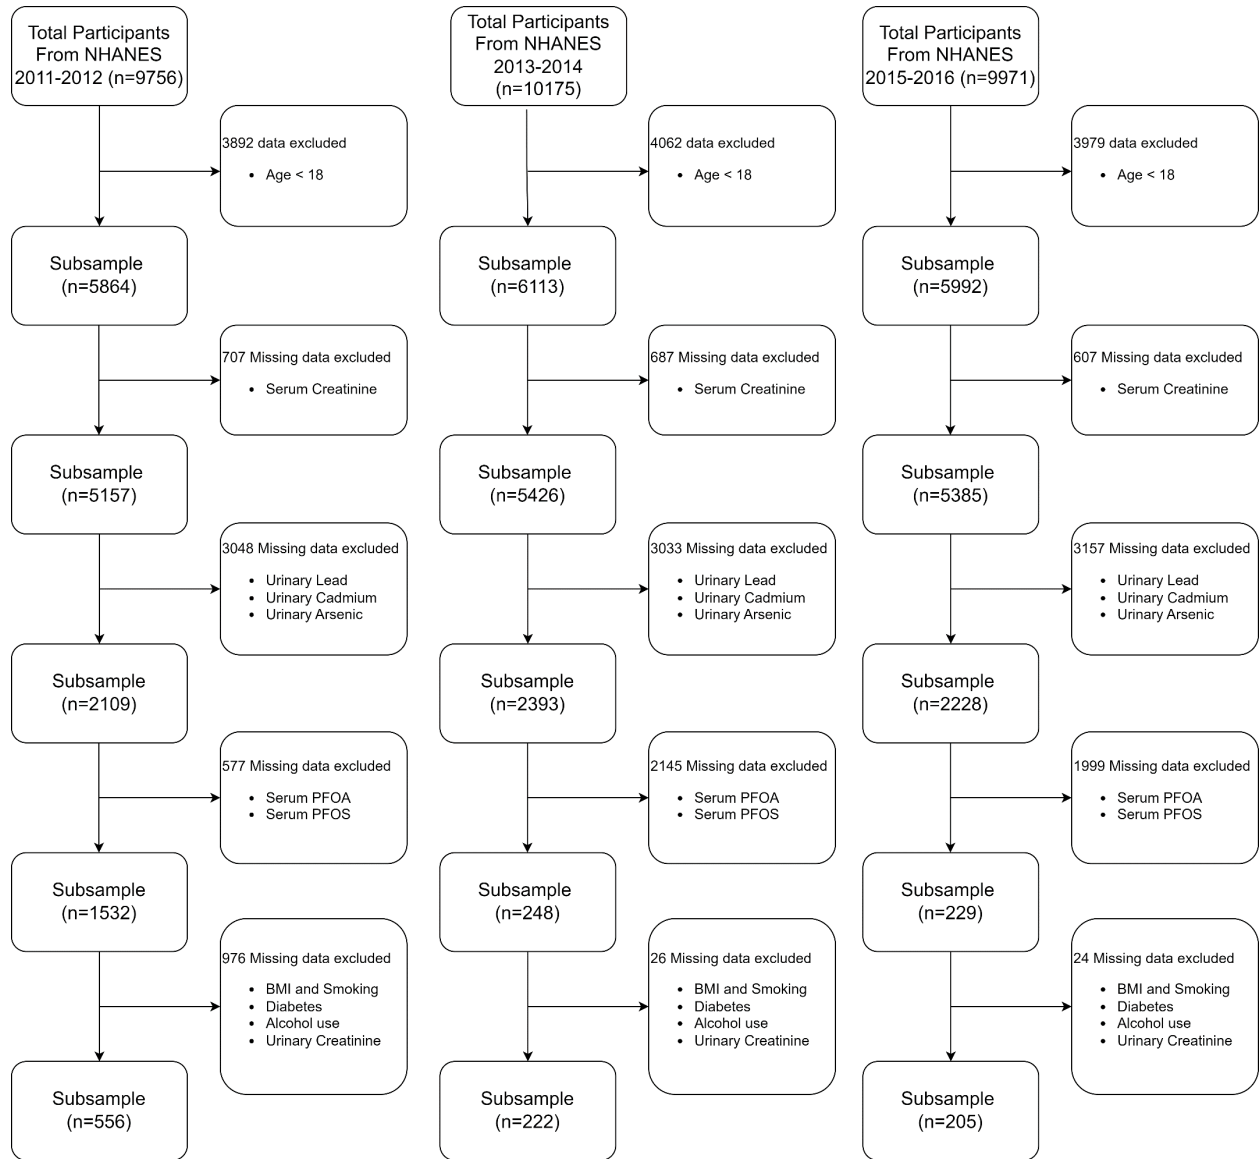 Total Participants
From NHANES
2011-2012 (n=9756)
3892 data excluded
• Age < 18
Subsample
(n=5864)
707 Missing data excluded
• Serum Creatinine
Subsample
(n=5157)
3048 Missing data excluded
• Urinary Lead
• Urinary Cadmium
• Urinary Arsenic
Subsample
(n=2109)
577 Missing data excluded
• Serum PFOA
• Serum PFOS
Subsample
(n=1532)
976 Missing data excluded
• BMI and Smoking
• Diabetes
• Alcohol use
• Urinary Creatinine
Subsample
(n=556)
Total Participants
From NHANES
2013-2014
(n=10175)
4062 data excluded
• Age < 18
Subsample
(n=6113)
687 Missing data excluded
• Serum Creatinine
Subsample
(n=5426)
3033 Missing data excluded
• Urinary Lead
• Urinary Cadmium
• Urinary Arsenic
Subsample
(n=2393)
2145 Missing data excluded
• Serum PFOA
• Serum PFOS
Subsample
(n=248)
26 Missing data excluded
• BMI and Smoking
• Diabetes
• Alcohol use
• Urinary Creatinine
Subsample
(n=222)
Total Participants
From NHANES
2015-2016 (n=9971)
3979 data excluded
• Age < 18
Subsample
(n=5992)
607 Missing data excluded
• Serum Creatinine
Subsample
(n=5385)
3157 Missing data excluded
• Urinary Lead
• Urinary Cadmium
• Urinary Arsenic
Subsample
(n=2228)
1999 Missing data excluded
• Serum PFOA
• Serum PFOS
Subsample
(n=229)
24 Missing data excluded
• BMI and Smoking
• Diabetes
• Alcohol use
• Urinary Creatinine
Subsample
(n=205)